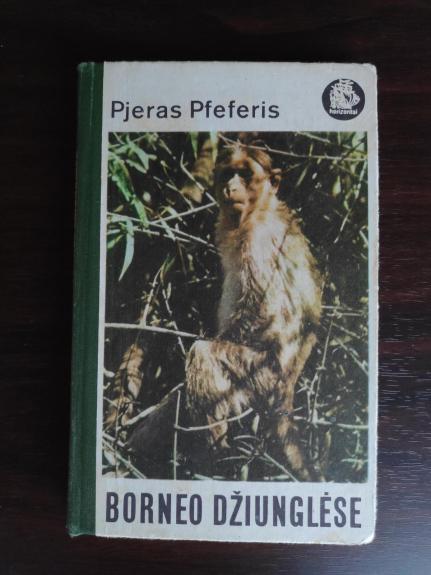 Pjeras Pfeferis
horizontai
BORNEO DŽIUNGLĖSE